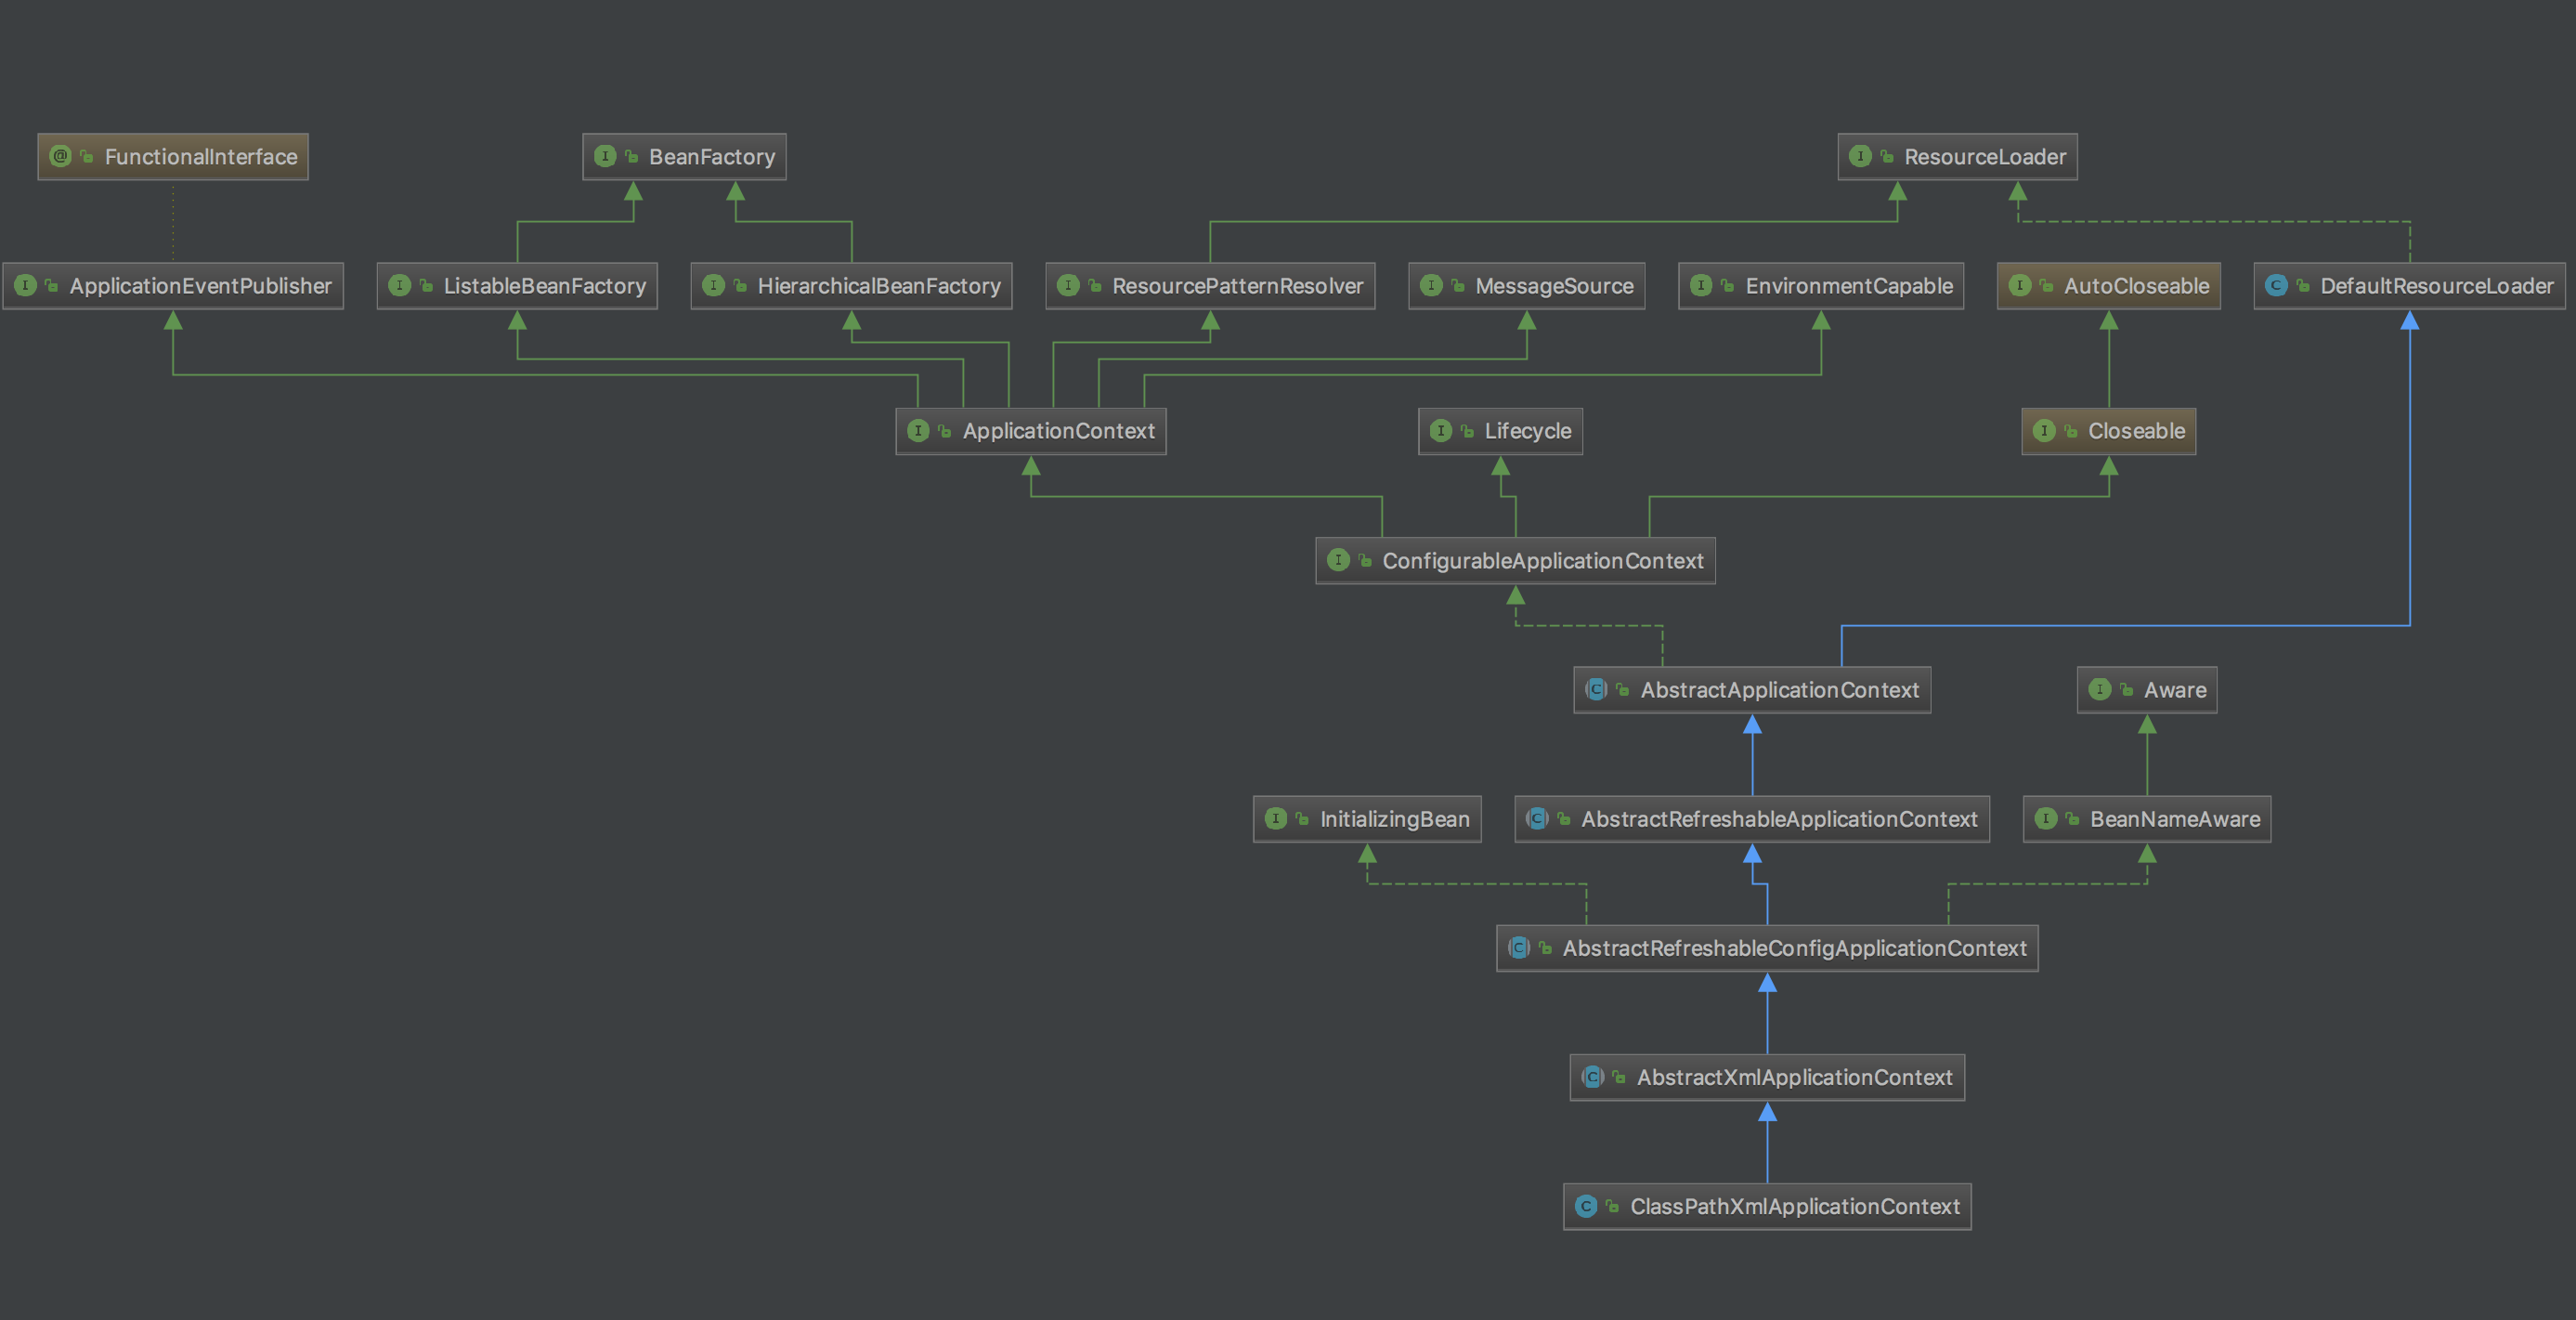 @ FunctionalInterface
I BeanFactory
I ResourceLoader
I ApplicationEventPublisher
I ListableBeanFactory
I HierarchicalBeanFactory
I ResourcePatternResolver
I MessageSource
I EnvironmentCapable
I AutoCloseable
C DefaultResourceLoader
I ApplicationContext
I Lifecycle
I Closeable
I ConfigurableApplicationContext
C AbstractApplicationContext
I Aware
I InitializingBean
C AbstractRefreshableApplicationContext
I BeanNameAware
C AbstractRefreshableConfigApplicationContext
C AbstractXmlApplicationContext
C ClassPathXmlApplicationContext